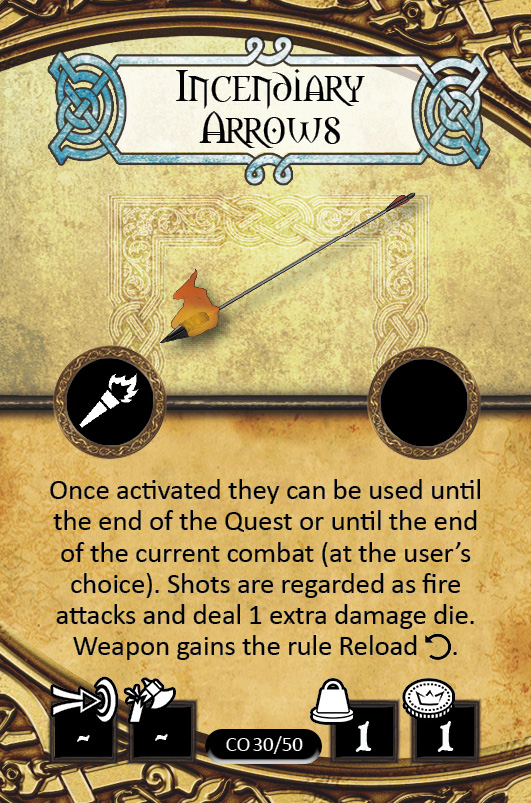 Incendiary
Arrows
Once activated they can be used until
the end of the Quest or until the end
of the current combat (at the user's
choice). Shots are regarded as fire
attacks and deal 1 extra damage die.
Weapon gains the rule Reload .
~ ~ CO30/50 1 1